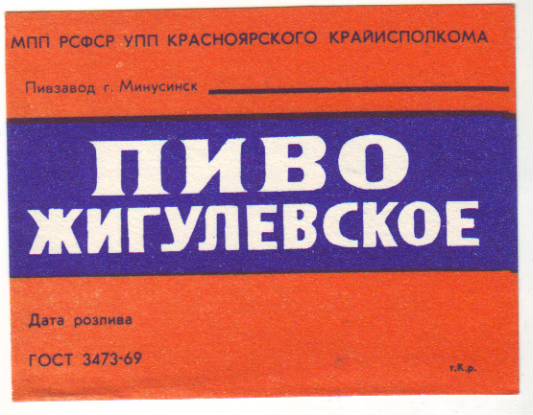 МПП РСФСР УПП КРАСНОЯРСКОГО КРАЙИСПОЛКОМА
Пивзавод г. Минусинск
ПИВО
ЖИГУЛЕВСКОЕ
Дата розлива
ГОСТ 3473-69
т.К.р.